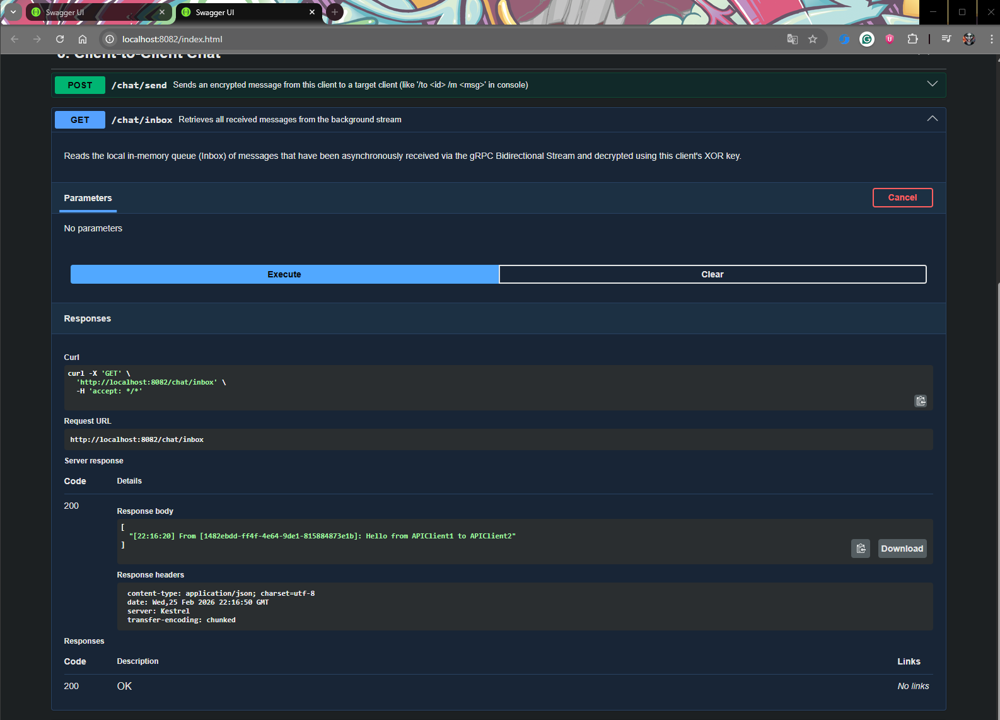 Swagger UI
Swagger UI
localhost:8082/index.html
Client-to-Client Chat
POST /chat/send Sends an encrypted message from this client to a target client (like '/to <id> /m <msg>' in console)
GET /chat/inbox Retrieves all received messages from the background stream
Reads the local in-memory queue (Inbox) of messages that have been asynchronously received via the gRPC Bidirectional Stream and decrypted using this client's XOR key.
Parameters
Cancel
No parameters
Execute
Clear
Responses
Curl
curl -X 'GET' \
'http://localhost:8082/chat/inbox' \
-H 'accept: */*'
Request URL
http://localhost:8082/chat/inbox
Server response
Code Details
200
Response body
[
"[22:16:20] From [1482ebdd-ff4f-4e64-9de1-815884873e1b]: Hello from APIClient1 to APIClient2"
]
Download
Response headers
content-type: application/json; charset=utf-8
date: Wed,25 Feb 2026 22:16:50 GMT
server: Kestrel
transfer-encoding: chunked
Responses
Code Description Links
200 OK No links